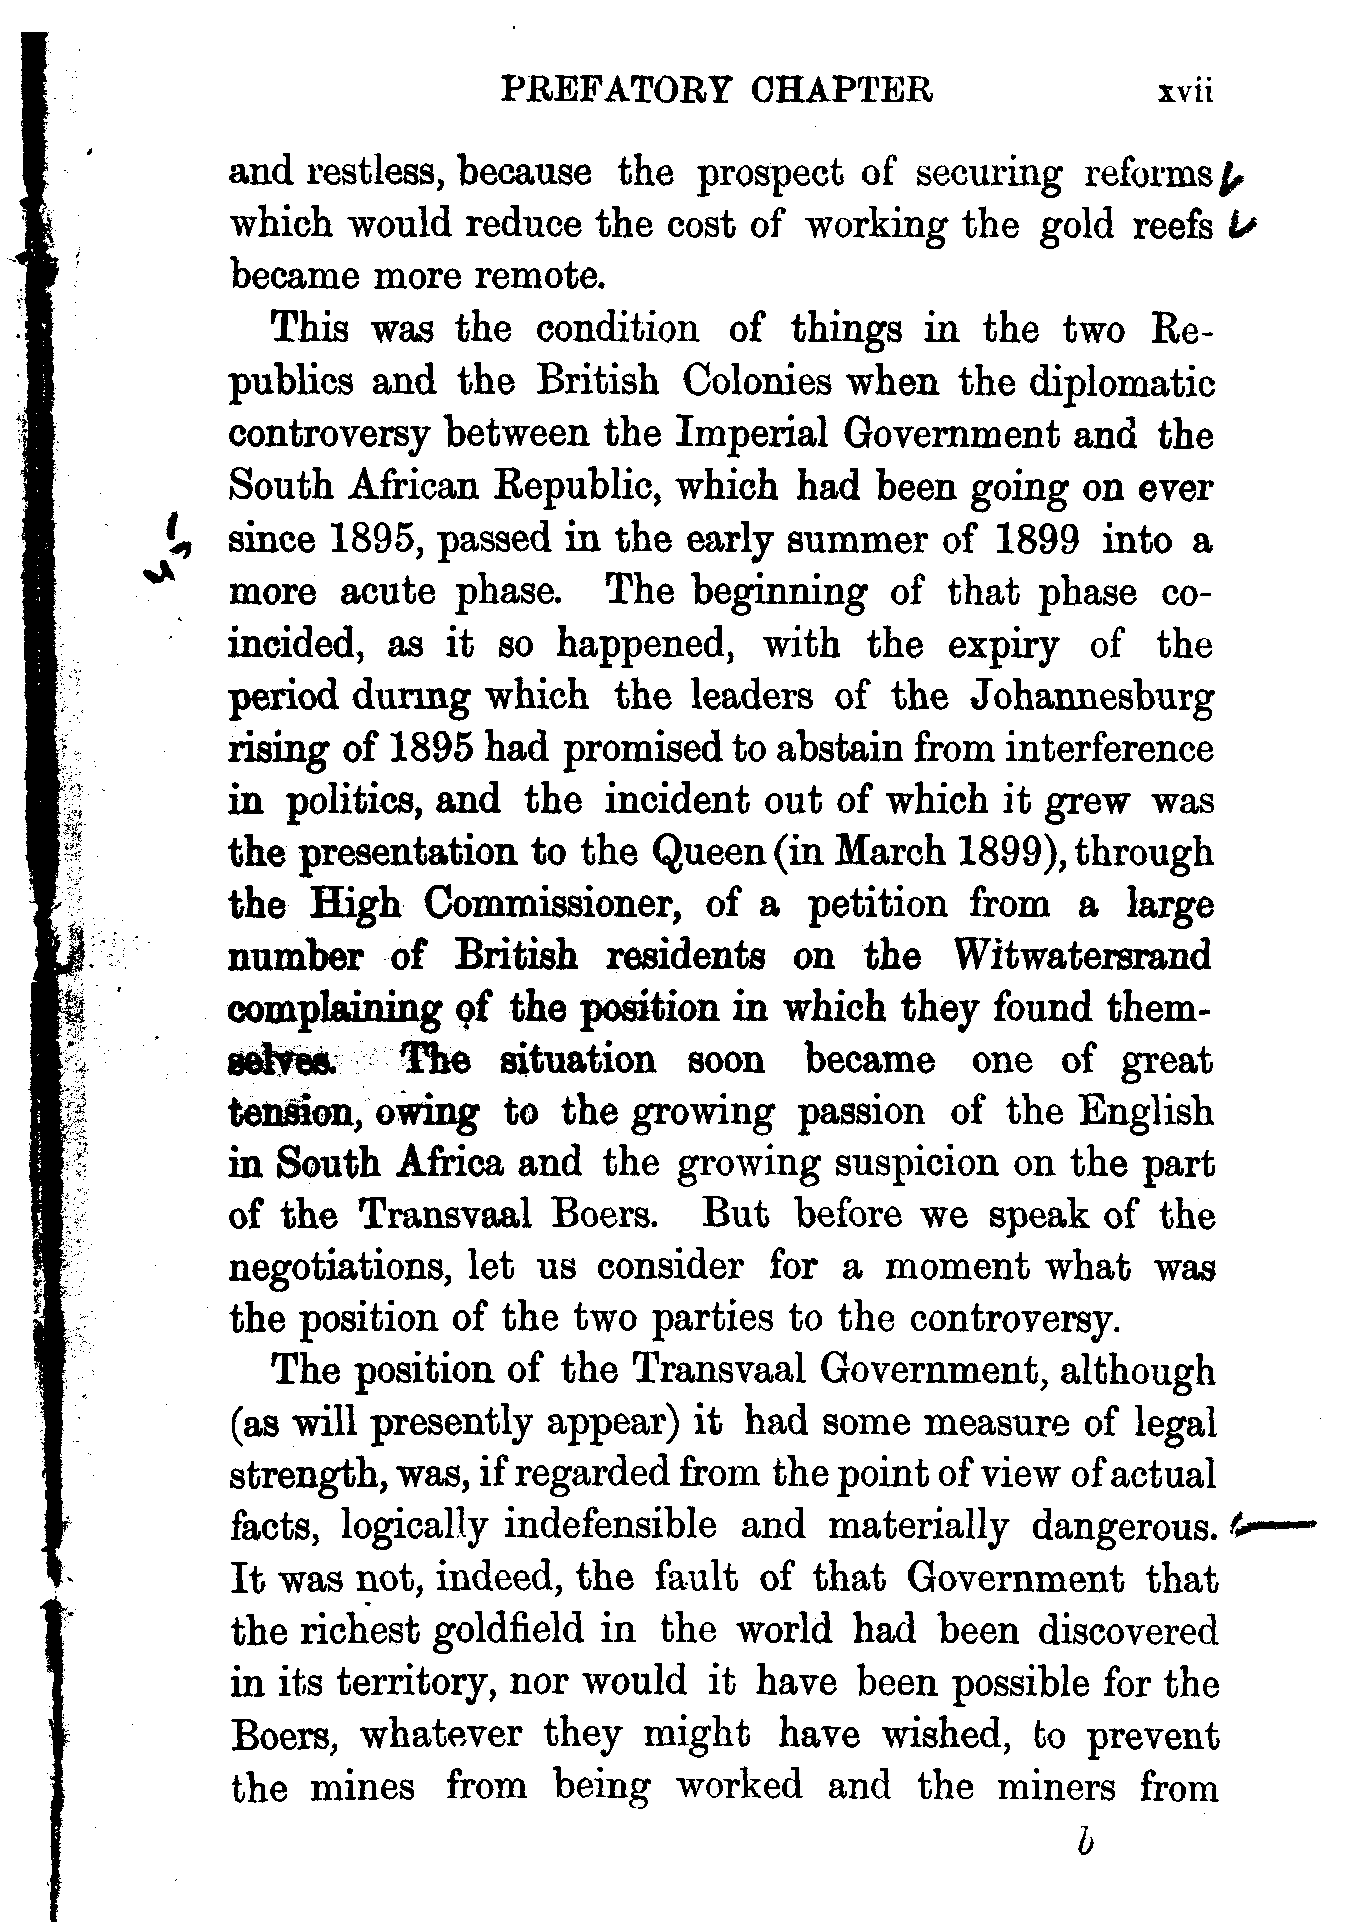 PREFATORY CHAPTER xvii
and restless, because the prospect of securing reforms
which would reduce the cost of working the gold reefs
became more remote.
This was the condition of things in the two Re-
publics and the British Colonies when the diplomatic
controversy between the Imperial Government and the
South African Republic, which had been going on ever
since 1895, passed in the early summer of 1899 into a
more acute phase. The beginning of that phase co-
incided, as it so happened, with the expiry of the
period during which the leaders of the Johannesburg
rising of 1895 had promised to abstain from interference
in politics, and the incident out of which it grew was
the presentation to the Queen (in March 1899), through
the High Commissioner, of a petition from a large
number of British residents on the Witwatersrand
complaining of the position in which they found them-
selves. The situation soon became one of great
tension, owing to the growing passion of the English
in South Africa and the growing suspicion on the part
of the Transvaal Boers. But before we speak of the
negotiations, let us consider for a moment what was
the position of the two parties to the controversy.
The position of the Transvaal Government, although
(as will presently appear) it had some measure of legal
strength, was, if regarded from the point of view of actual
facts, logically indefensible and materially dangerous.
It was not, indeed, the fault of that Government that
the richest goldfield in the world had been discovered
in its territory, nor would it have been possible for the
Boers, whatever they might have wished, to prevent
the mines from being worked and the miners from
b